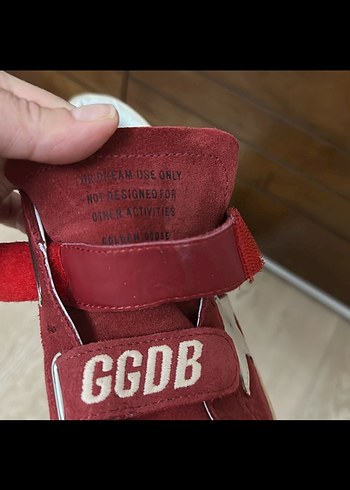 DREAM USE ONLY
NOT DESIGNED FOR
OTHER ACTIVITIES
GGDB